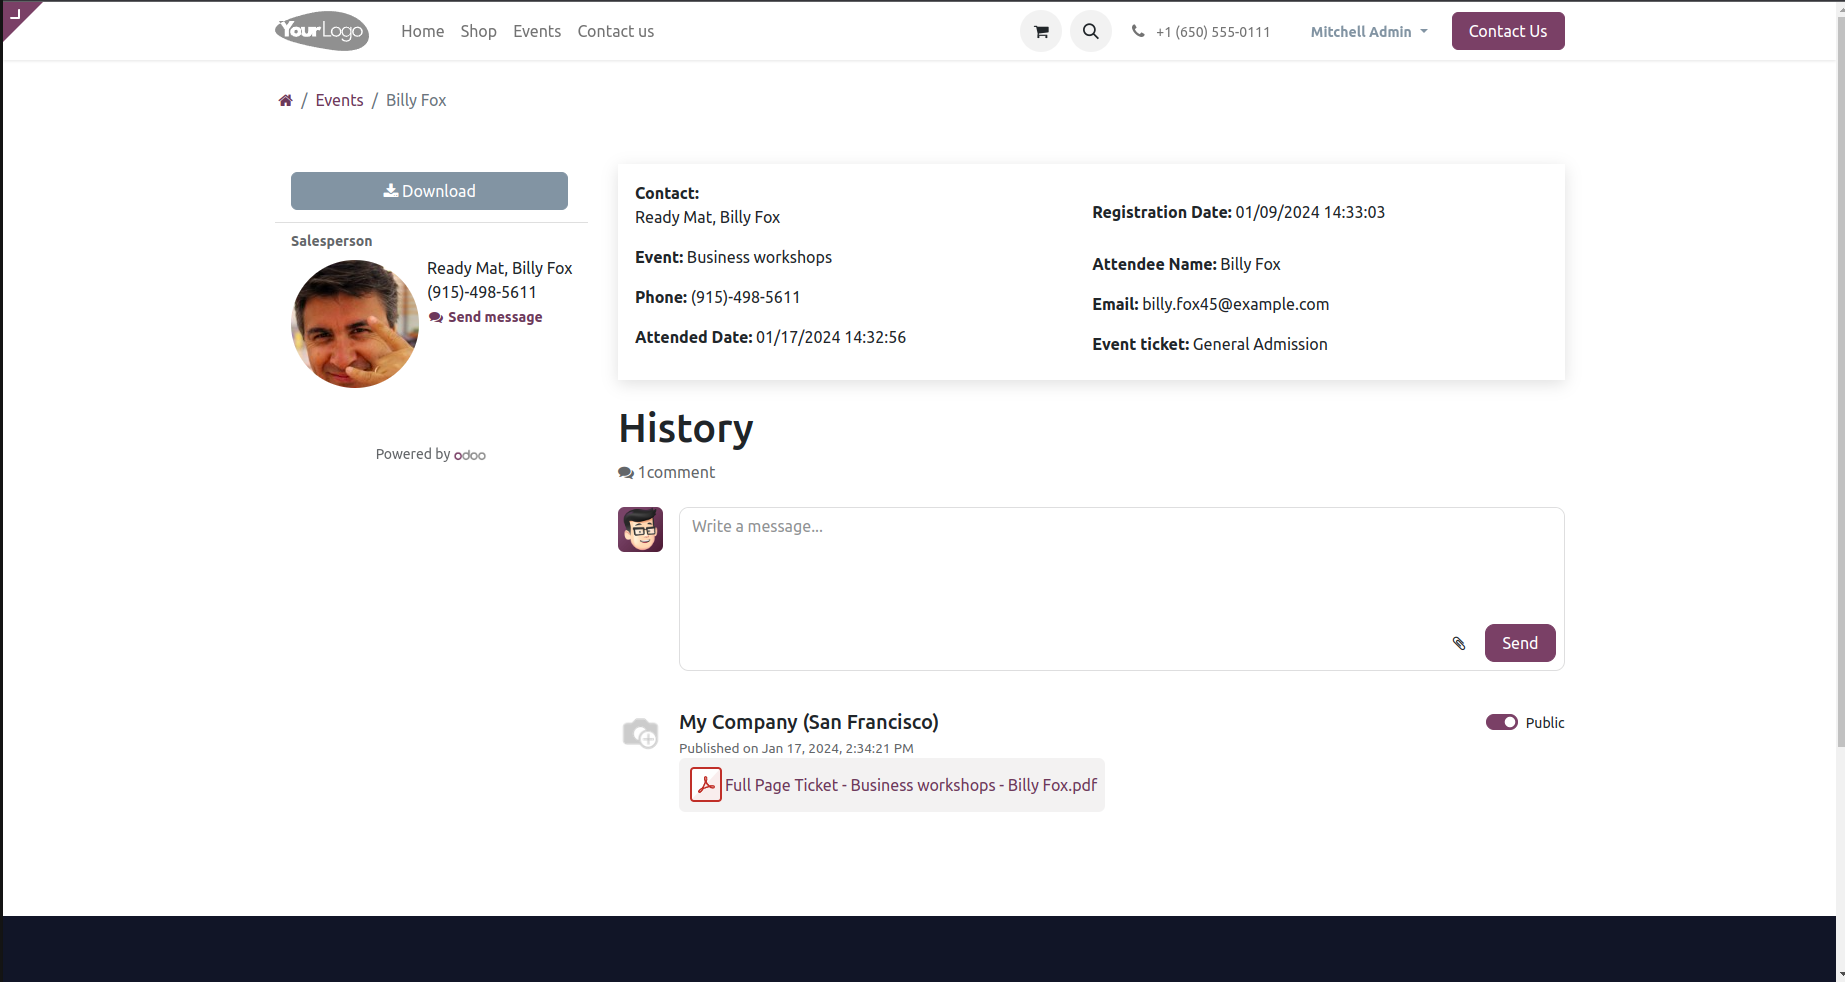 YourLogo Home Shop Events Contact us +1 (650) 555-0111 Mitchell Admin Contact Us
/ Events / Billy Fox
Download
Salesperson
Ready Mat, Billy Fox
(915)-498-5611
Send message
Powered by odoo
Contact:
Ready Mat, Billy Fox
Event: Business workshops
Phone: (915)-498-5611
Attended Date: 01/17/2024 14:32:56
Registration Date: 01/09/2024 14:33:03
Attendee Name: Billy Fox
Email: billy.fox45@example.com
Event ticket: General Admission
History
1comment
Write a message...
Send
My Company (San Francisco)
Public
Published on Jan 17, 2024, 2:34:21 PM
Full Page Ticket - Business workshops - Billy Fox.pdf